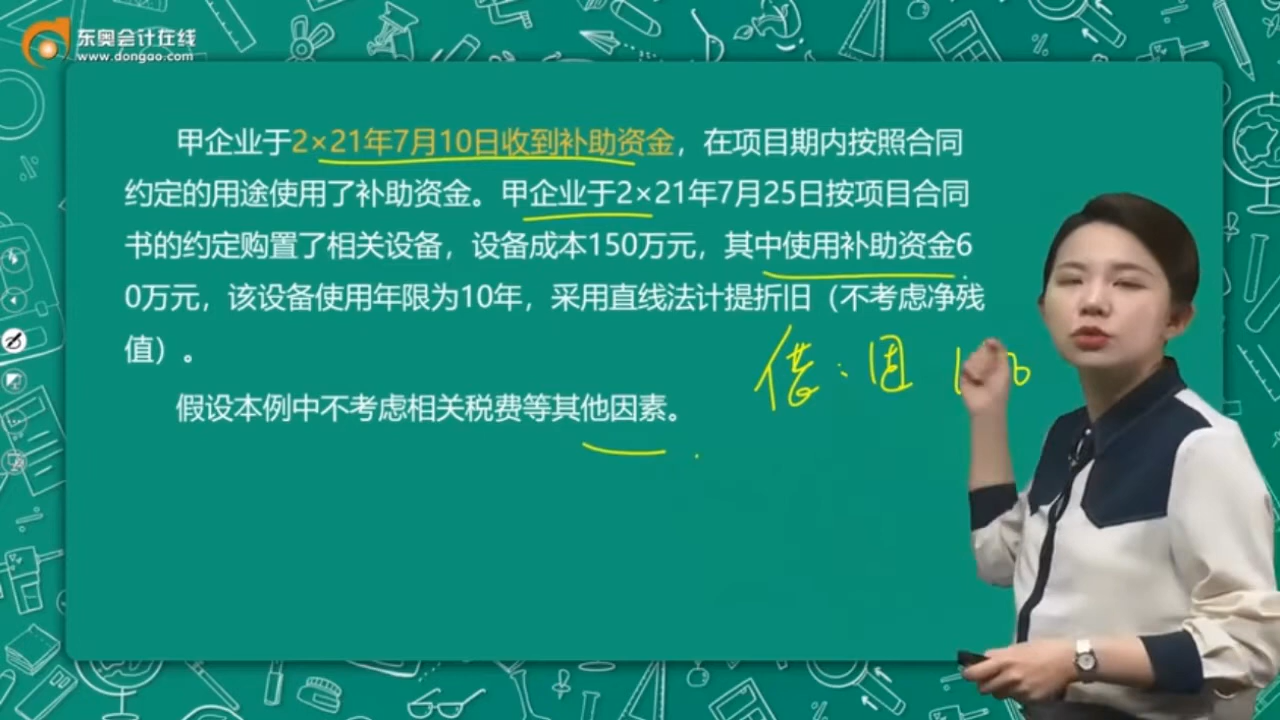 东奥会计在线
www.dongao.com
甲企业于2×21年7月10日收到补助资金，在项目期内按照合同
约定的用途使用了补助资金。甲企业于2×21年7月25日按项目合同
书的约定购置了相关设备，设备成本150万元，其中使用补助资金6
0万元，该设备使用年限为10年，采用直线法计提折旧（不考虑净残
值）。
假设本例中不考虑相关税费等其他因素。
借：固